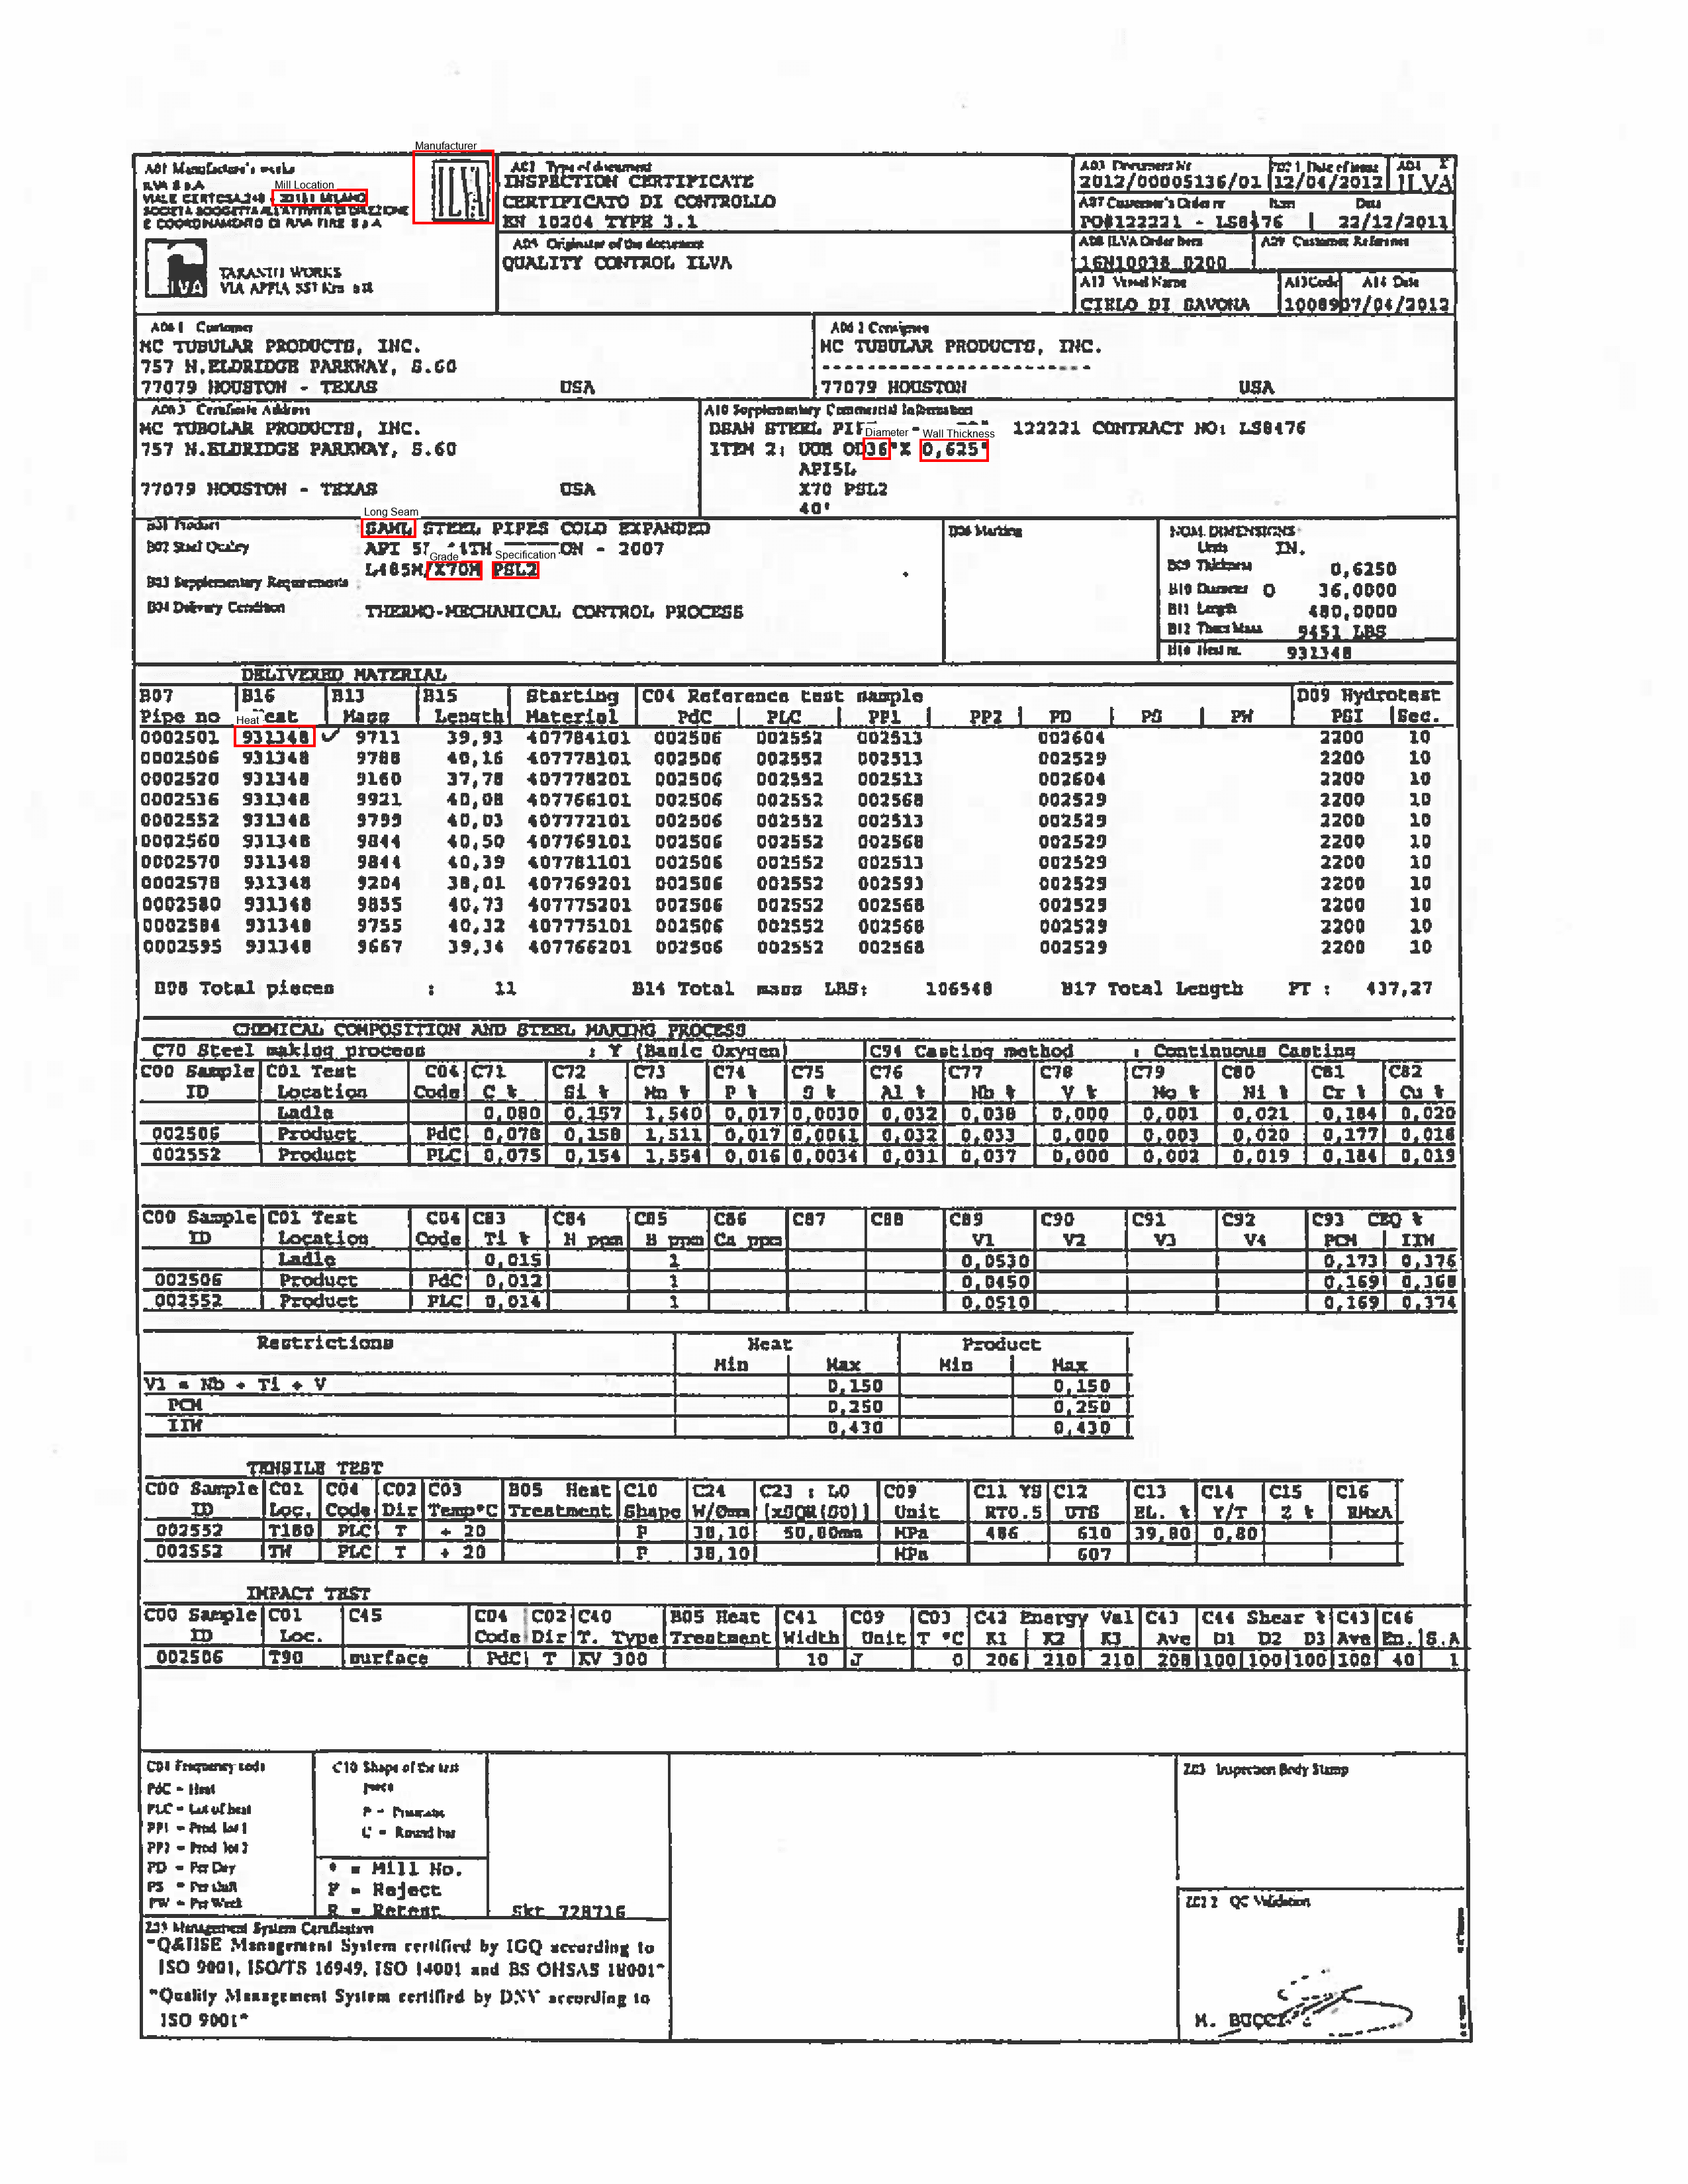 Manufacturer
A01 Manufacturer's works
ILVA S.p.A
Mill Location
VIALE CERTOSA,249 - 20151 MILANO
SOCIETA SOGGETTA ALL'ATTIVITA DI DIREZIONE
E COORDINAMENTO DI RIVA FIRE S.p.A
ILVA
TARANTO WORKS
VIA APPIA SS7 Km
A02 Type of document
INSPECTION CERTIFICATE
CERTIFICATO DI CONTROLLO
EN 10204 TYPE 3.1
A05 Originator of the document
QUALITY CONTROL ILVA
A03 Document Nr Date of issue A04
2012/00005136/01 12/04/2012 ILVA
A07 Customer's Order nr Item Date
PO#122221 - LS8476 22/12/2011
A08 ILVA Order Item A09 Customer Reference
16N10038 0200
A12 Vessel Name A13 Code A14 Date
CIELO DI SAVONA 1008907/04/2012
A06 1 Customer
MC TUBULAR PRODUCTS, INC.
757 N.ELDRIDGE PARKWAY, S.60
77079 HOUSTON - TEXAS USA
A06 2 Consignee
MC TUBULAR PRODUCTS, INC.
------------------------
77079 HOUSTON USA
A06 3 Certificate Address
MC TUBULAR PRODUCTS, INC.
757 N.ELDRIDGE PARKWAY, S.60
77079 HOUSTON - TEXAS USA
A10 Supplementary Commercial Information
DEAN STEEL 122221 CONTRACT NO: LS8476
Diameter Wall Thickness
ITEM 2: UOE OD36"X 0,625"
API5L
X70 PSL2
40'
Long Seam
B01 Product SAWL STEEL PIPES COLD EXPANDED
B02 Steel Quality API 5L 44TH ON - 2007
Grade Specification
L485M/X70M PSL2
B03 Supplementary Requirements
B04 Delivery Condition THERMO-MECHANICAL CONTROL PROCESS
B06 Marking
NOM. DIMENSIONS
Units IN.
B09 Thickness 0,6250
B10 Diameter O 36,0000
B11 Length 480,0000
B12 Theor.Mass 9451 LBS
B16 Heat nr. 931348
DELIVERED MATERIAL
B07 B16 B13 B15 Starting C04 Reference test sample D09 Hydrotest
Pipe no Heat eat Mass Length Material PdC PLC PP1 PP2 PD PS PW PSI Sec.
0002501 931348 9711 39,93 407784101 002506 002552 002513 002604 2200 10
0002506 931348 9788 40,16 407778101 002506 002552 002513 002529 2200 10
0002520 931348 9160 37,78 407778201 002506 002552 002513 002604 2200 10
0002536 931348 9921 40,08 407766101 002506 002552 002568 002529 2200 10
0002552 931348 9799 40,03 407772101 002506 002552 002513 002529 2200 10
0002560 931348 9844 40,50 407769101 002506 002552 002568 002529 2200 10
0002570 931348 9844 40,39 407781101 002506 002552 002513 002529 2200 10
0002578 931348 9204 38,01 407769201 002506 002552 002593 002529 2200 10
0002580 931348 9855 40,73 407775201 002506 002552 002568 002529 2200 10
0002584 931348 9755 40,32 407775101 002506 002552 002568 002529 2200 10
0002595 931348 9667 39,34 407766201 002506 002552 002568 002529 2200 10
B08 Total pieces : 11 B14 Total mass LBS: 106548 B17 Total Length FT : 437,27
CHEMICAL COMPOSITION AND STEEL MAKING PROCESS
C70 Steel making process : Y (Basic Oxygen) C94 Casting method : Continuous Casting
C00 Sample C01 Test C04 C71 C72 C73 C74 C75 C76 C77 C78 C79 C80 C81 C82
ID Location Code C % Si % Mn % P % S % Al % Nb % V % Mo % Ni % Cr % Cu %
Ladle 0,080 0,157 1,540 0,017 0,0030 0,032 0,038 0,000 0,001 0,021 0,184 0,020
002506 Product PdC 0,078 0,158 1,511 0,017 0,0041 0,032 0,033 0,000 0,003 0,020 0,177 0,018
002552 Product PLC 0,075 0,154 1,554 0,016 0,0034 0,031 0,037 0,000 0,002 0,019 0,184 0,019
C00 Sample C01 Test C04 C83 C84 C85 C86 C87 C88 C89 C90 C91 C92 C93 CEQ %
ID Location Code Ti % H ppm B ppm Ca ppm V1 V2 V3 V4 PCM IIW
Ladle 0,015 1 0,0530 0,173 0,376
002506 Product PdC 0,012 1 0,0450 0,169 0,368
002552 Product PLC 0,014 1 0,0510 0,169 0,374
Restrictions Heat Product
Min Max Min Max
V1 = Nb + Ti + V 0,150 0,150
PCM 0,250 0,250
IIW 0,430 0,430
TENSILE TEST
C00 Sample C01 C04 C02 C03 B05 Heat C10 C24 C23 : LO C09 C11 YS C12 C13 C14 C15 C16
ID Loc. Code Dir Temp°C Treatment Shape W/Omm (xSQR(SO)) Unit RT0.5 UTS EL. % Y/T Z % RMxA
002552 T180 PLC T + 20 P 38,10 50,80mm MPa 486 610 39,80 0,80
002552 TW PLC T + 20 P 38,10 MPa 607
IMPACT TEST
C00 Sample C01 C45 C04 C02 C40 B05 Heat C41 C09 C03 C42 Energy Val C43 C44 Shear % C43 C46
ID Loc. Code Dir T. Type Treatment Width Unit T °C K1 K2 K3 Ave D1 D2 D3 Ave En. S.A
002506 T90 surface PdC T KV 300 10 J 0 206 210 210 208 100 100 100 100 40 1
C04 Frequency code
PdC = Heat
PLC = Lot of heat
PP1 = Prod. lot 1
PP2 = Prod. lot 2
PD = Per Day
PS = Per shift
PW = Per Week
C10 Shape of the test
piece
P = Prismatic
C = Round bar
* = Mill No.
F = Reject
R = Retest
Skt 728716
Z03 Inspection Body Stamp
Z02 2 QC Validation
M. BUCCI
Management System Certification
"Q&HSE Management System certified by IGQ according to
ISO 9001, ISO/TS 16949, ISO 14001 and BS OHSAS 18001"
"Quality Management System certified by DNV according to
ISO 9001"